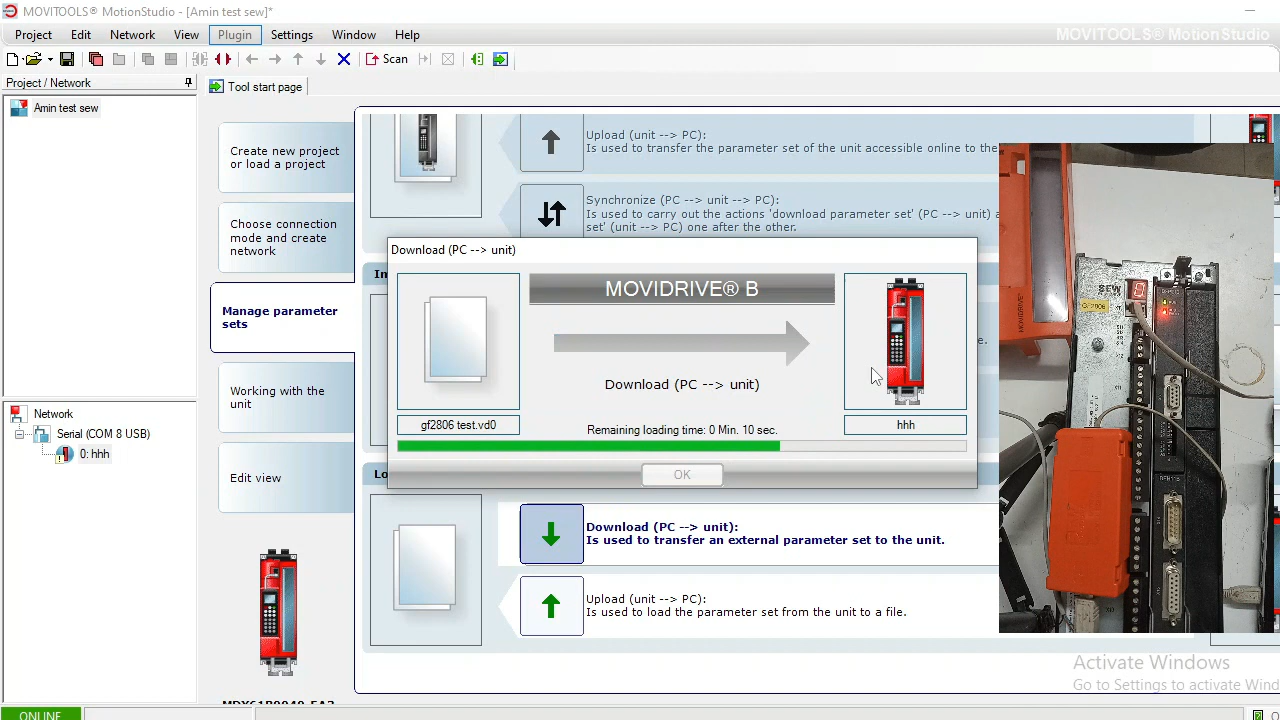 MOVITOOLS® MotionStudio - [Amin test sew]*
Project Edit Network View Plugin Settings Window Help
MOVITOOLS® MotionStudio
Scan
Project / Network
Tool start page
Amin test sew
Create new project
or load a project
Choose connection
mode and create
network
Manage parameter
sets
Working with the
unit
Edit view
Network
Serial (COM 8 USB)
0: hhh
Upload (unit --> PC):
Is used to transfer the parameter set of the unit accessible online to the
Synchronize (PC --> unit --> PC):
Is used to carry out the actions 'download parameter set' (PC --> unit) a
set' (unit --> PC) one after the other.
Im
Download (PC --> unit)
MOVIDRIVE® B
Download (PC --> unit)
gf2806 test.vd0
Remaining loading time: 0 Min. 10 sec.
hhh
OK
e.
Lo
Download (PC --> unit):
Is used to transfer an external parameter set to the unit.
Upload (unit --> PC):
Is used to load the parameter set from the unit to a file.
SEW
MOVIDRIVE
Activate Windows
Go to Settings to activate Wind
ONLINE